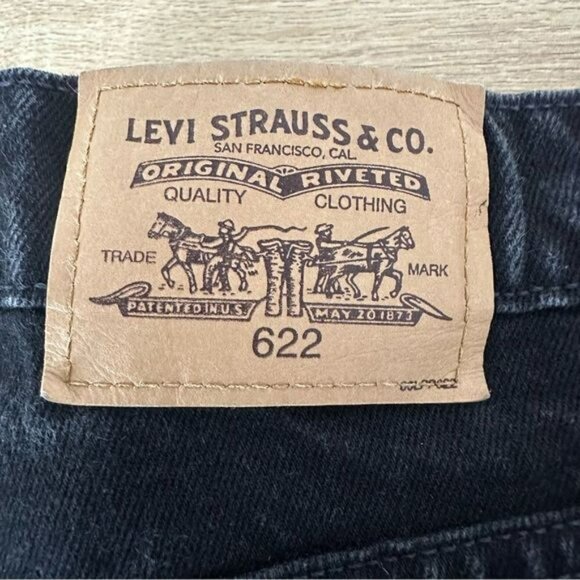 LEVI STRAUSS & CO.
SAN FRANCISCO, CAL.
ORIGINAL RIVETED
QUALITY CLOTHING
TRADE MARK
PATENTED IN U.S. MAY 20 1873
622